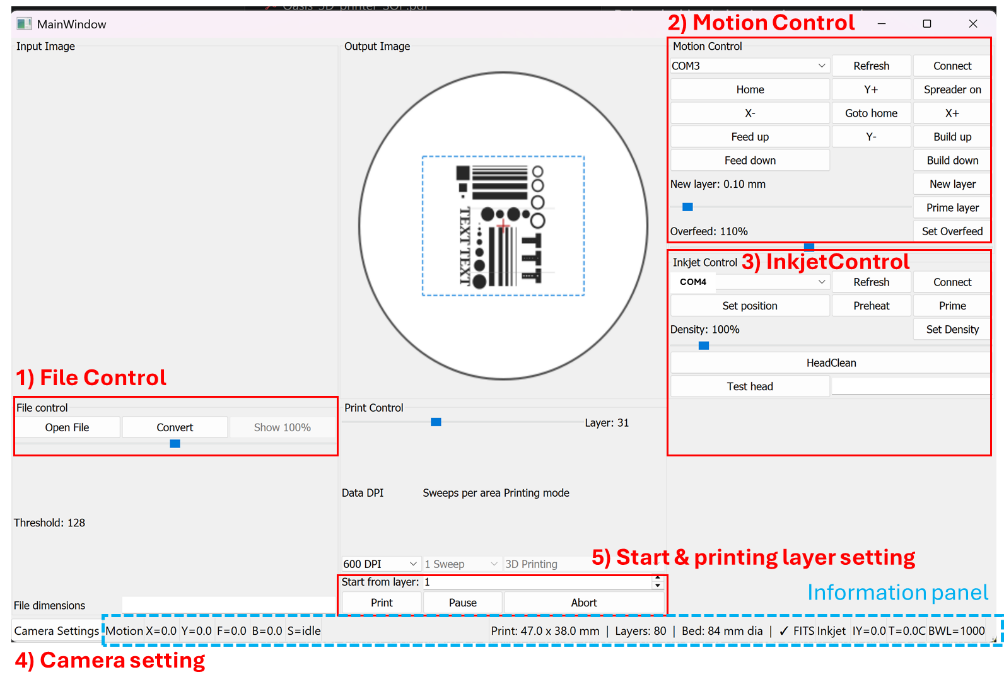 Oasis 3D printer SOP.pdf
MainWindow
2) Motion Control
Input Image
Output Image
Motion Control
COM3
Refresh
Connect
Home
Y+
Spreader on
X-
Goto home
X+
Feed up
Y-
Build up
Feed down
Build down
New layer: 0.10 mm
New layer
Prime layer
Overfeed: 110%
Set Overfeed
TEXT TEXT
TTT
Inkjet Control
3) InkjetControl
COM4
Refresh
Connect
Set position
Preheat
Prime
Density: 100%
Set Density
HeadClean
Test head
1) File Control
File control
Open File
Convert
Show 100%
Threshold: 128
File dimensions
Print Control
Layer: 31
Data DPI
Sweeps per area
Printing mode
600 DPI
1 Sweep
3D Printing
5) Start & printing layer setting
Start from layer: 1
Print
Pause
Abort
Information panel
Camera Settings
Motion X=0.0 Y=0.0 F=0.0 B=0.0 S=idle
Print: 47.0 x 38.0 mm | Layers: 80 | Bed: 84 mm dia | ✓ FITS Inkjet IY=0.0 T=0.0C BWL=1000
4) Camera setting